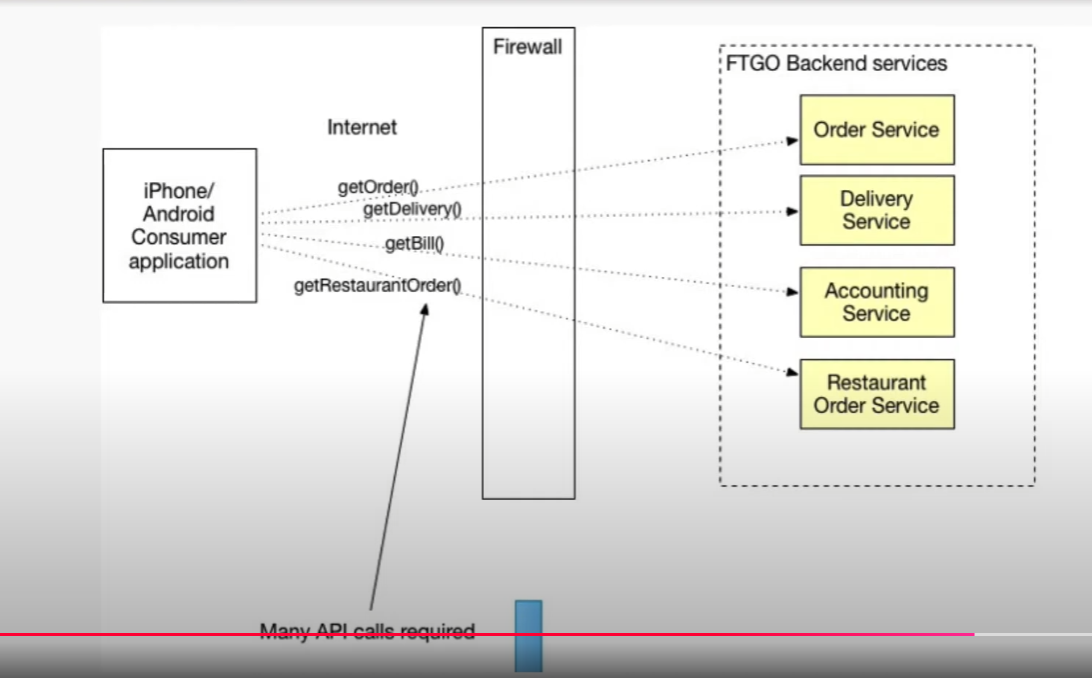 Firewall
FTGO Backend services
Internet
Order Service
iPhone/
Android
Consumer
application
getOrder()
getDelivery()
getBill()
getRestaurantOrder()
Delivery
Service
Accounting
Service
Restaurant
Order Service
Many API calls required